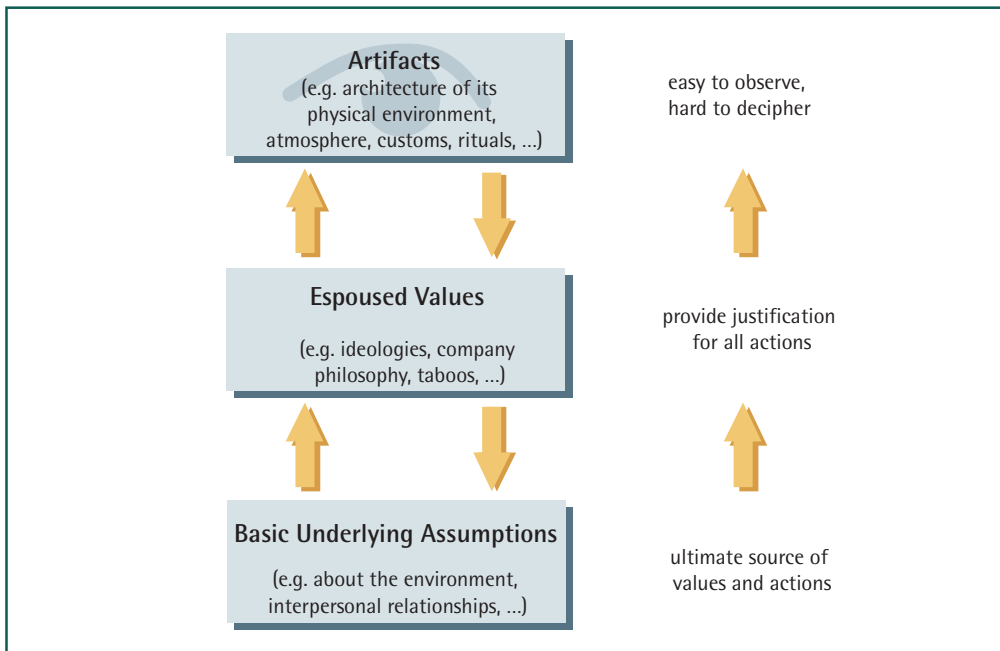 Artifacts
(e.g. architecture of its
physical environment,
atmosphere, customs, rituals, ...)
easy to observe,
hard to decipher
Espoused Values
(e.g. ideologies, company
philosophy, taboos, ...)
provide justification
for all actions
Basic Underlying Assumptions
(e.g. about the environment,
interpersonal relationships, ...)
ultimate source of
values and actions